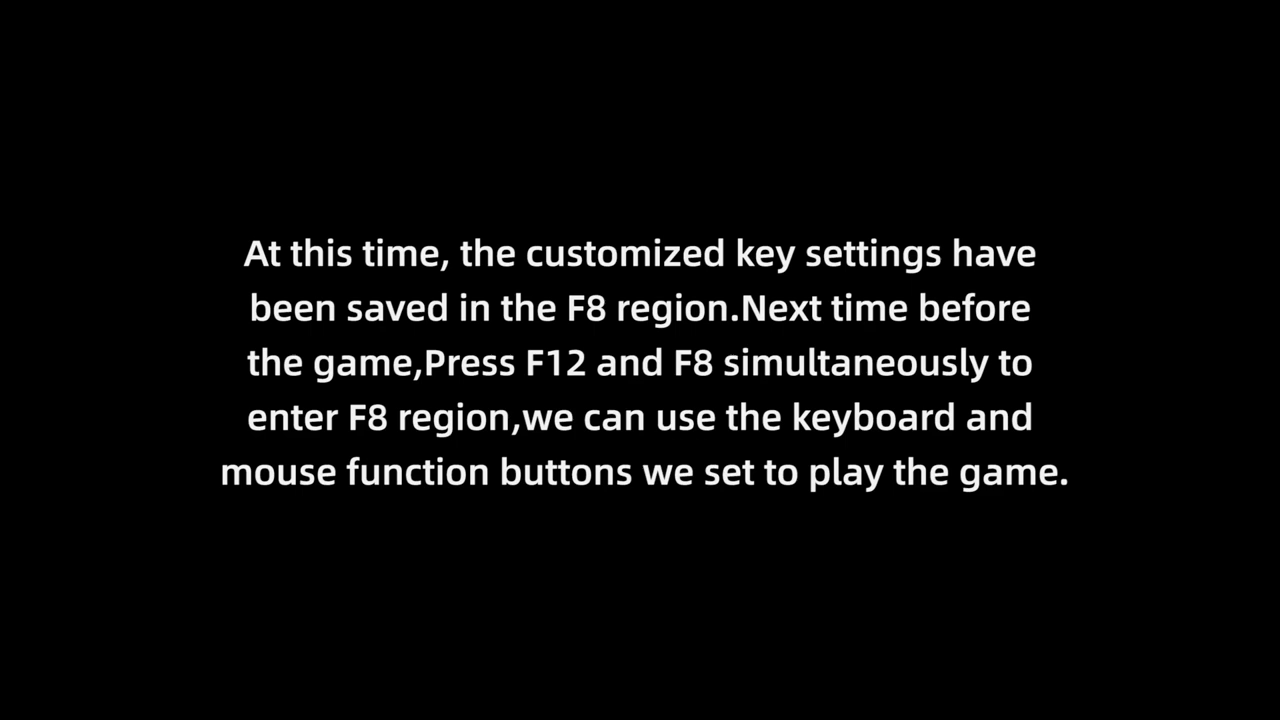 At this time, the customized key settings have
been saved in the F8 region.Next time before
the game,Press F12 and F8 simultaneously to
enter F8 region,we can use the keyboard and
mouse function buttons we set to play the game.